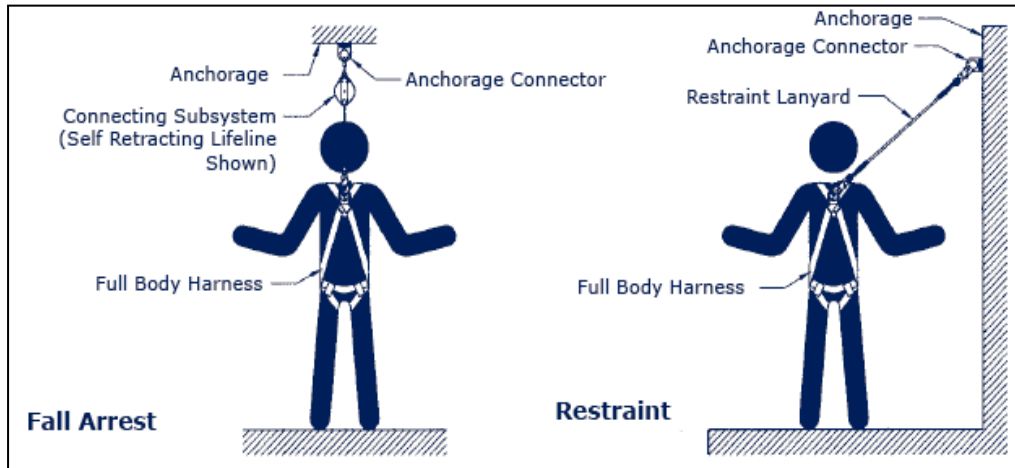 Anchorage
Anchorage Connector
Connecting Subsystem
(Self Retracting Lifeline
Shown)
Full Body Harness
Fall Arrest
Anchorage
Anchorage Connector
Restraint Lanyard
Full Body Harness
Restraint